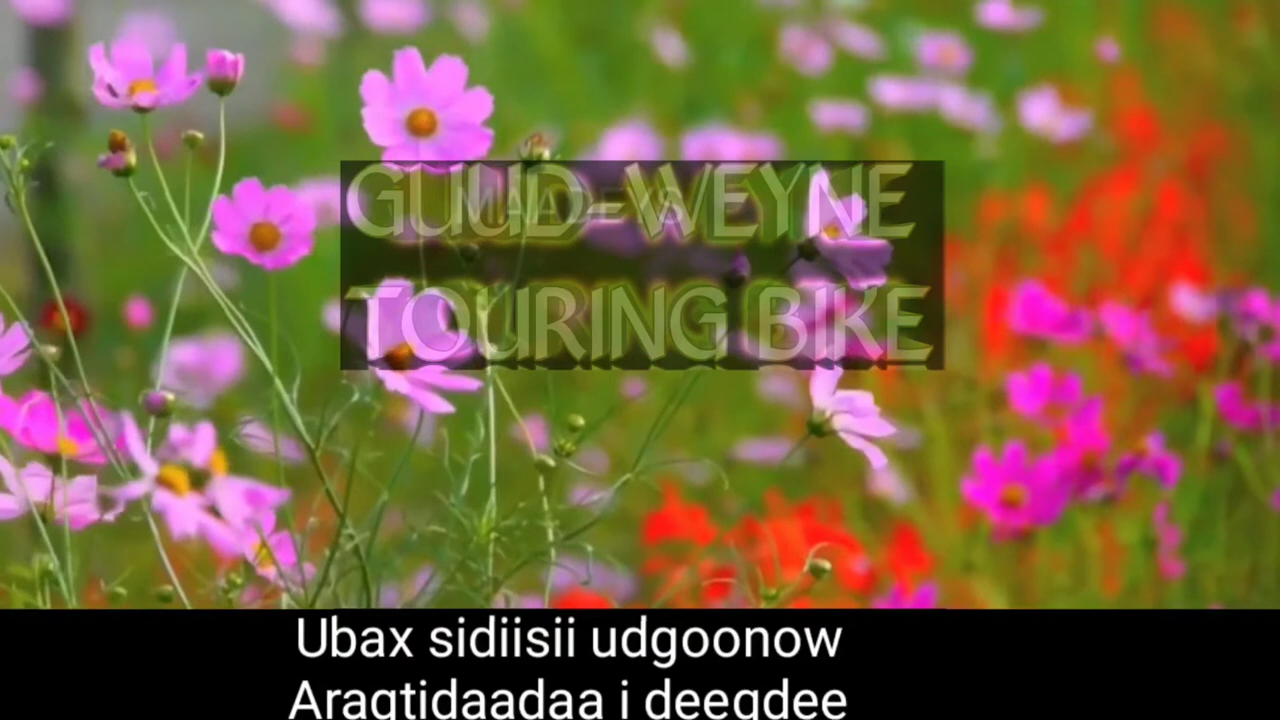 GUUD-WEYNE
TOURING BIKE
Ubax sidiisii udgoonow
Aragtidaadaa i deeqdee